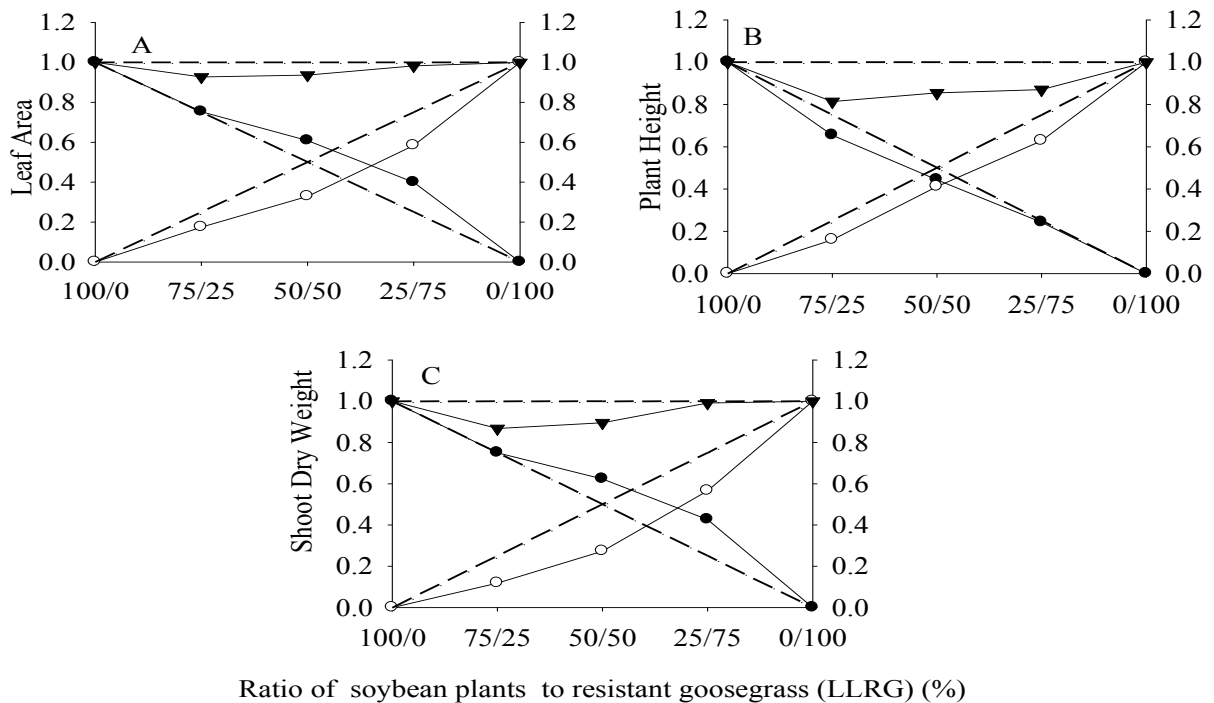 A
Leaf Area
1.2 1.2
1.0 1.0
0.8 0.8
0.6 0.6
0.4 0.4
0.2 0.2
0.0 0.0
100/0 75/25 50/50 25/75 0/100
B
Plant Height
1.2 1.2
1.0 1.0
0.8 0.8
0.6 0.6
0.4 0.4
0.2 0.2
0.0 0.0
100/0 75/25 50/50 25/75 0/100
C
Shoot Dry Weight
1.2 1.2
1.0 1.0
0.8 0.8
0.6 0.6
0.4 0.4
0.2 0.2
0.0 0.0
100/0 75/25 50/50 25/75 0/100
Ratio of soybean plants to resistant goosegrass (LLRG) (%)